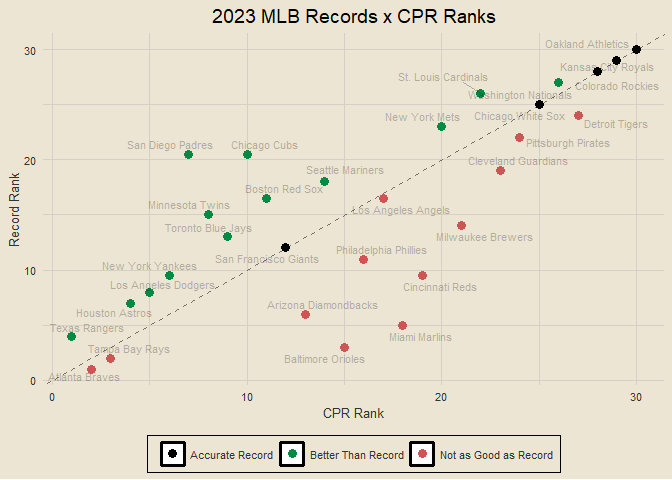 2023 MLB Records x CPR Ranks
Oakland Athletics
Kansas City Royals
St. Louis Cardinals
Colorado Rockies
Washington Nationals
New York Mets
Chicago White Sox
Detroit Tigers
San Diego Padres
Chicago Cubs
Pittsburgh Pirates
Cleveland Guardians
Seattle Mariners
Boston Red Sox
Minnesota Twins
Los Angeles Angels
Toronto Blue Jays
Milwaukee Brewers
San Francisco Giants
Philadelphia Phillies
New York Yankees
Los Angeles Dodgers
Cincinnati Reds
Houston Astros
Arizona Diamondbacks
Texas Rangers
Miami Marlins
Tampa Bay Rays
Baltimore Orioles
Atlanta Braves
Record Rank
30
20
10
0
0
10
20
30
CPR Rank
Accurate Record
Better Than Record
Not as Good as Record